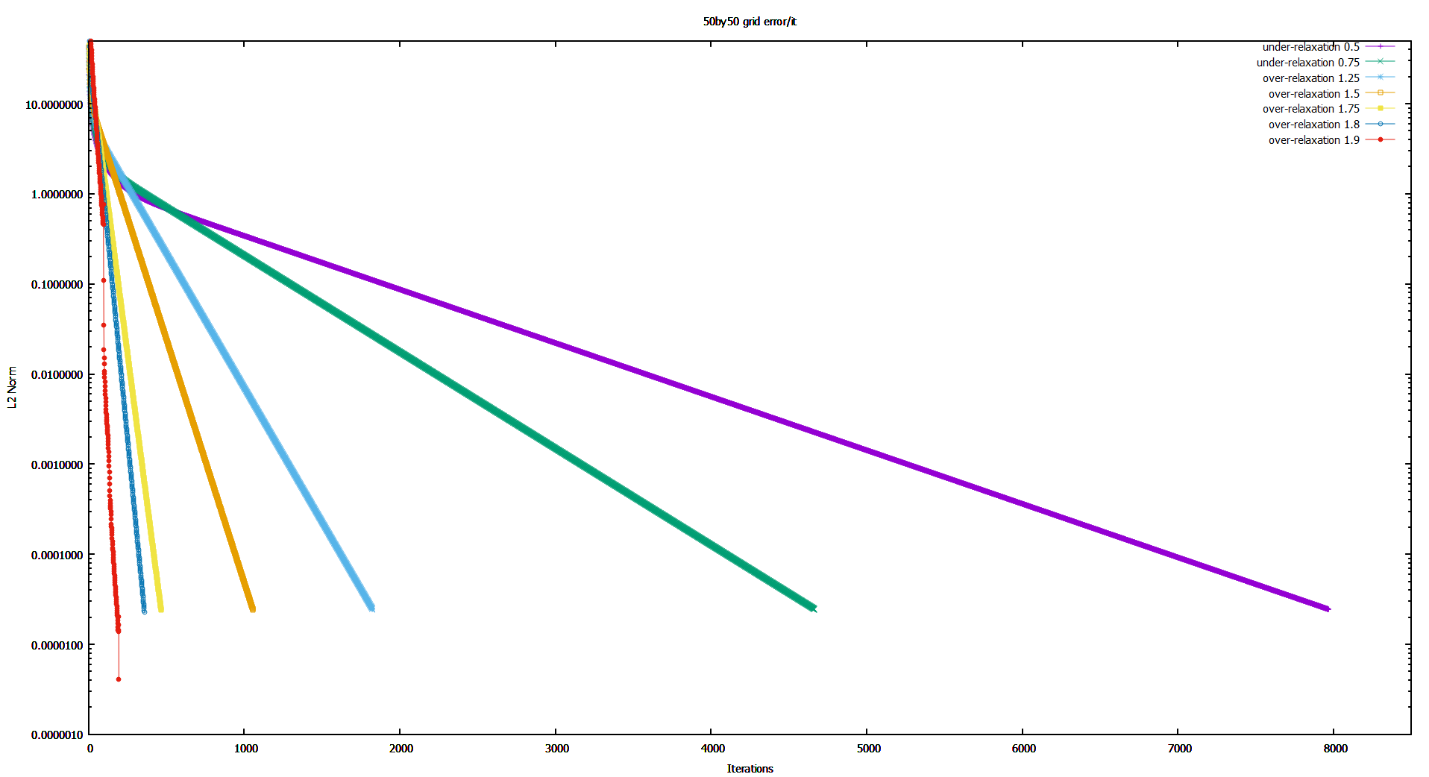 50by50 grid error/it
under-relaxation 0.5
under-relaxation 0.75
over-relaxation 1.25
over-relaxation 1.5
over-relaxation 1.75
over-relaxation 1.8
over-relaxation 1.9
10.0000000
1.0000000
0.1000000
0.0100000
0.0010000
0.0001000
0.0000100
0.0000010
L2 Norm
0 1000 2000 3000 4000 5000 6000 7000 8000
Iterations